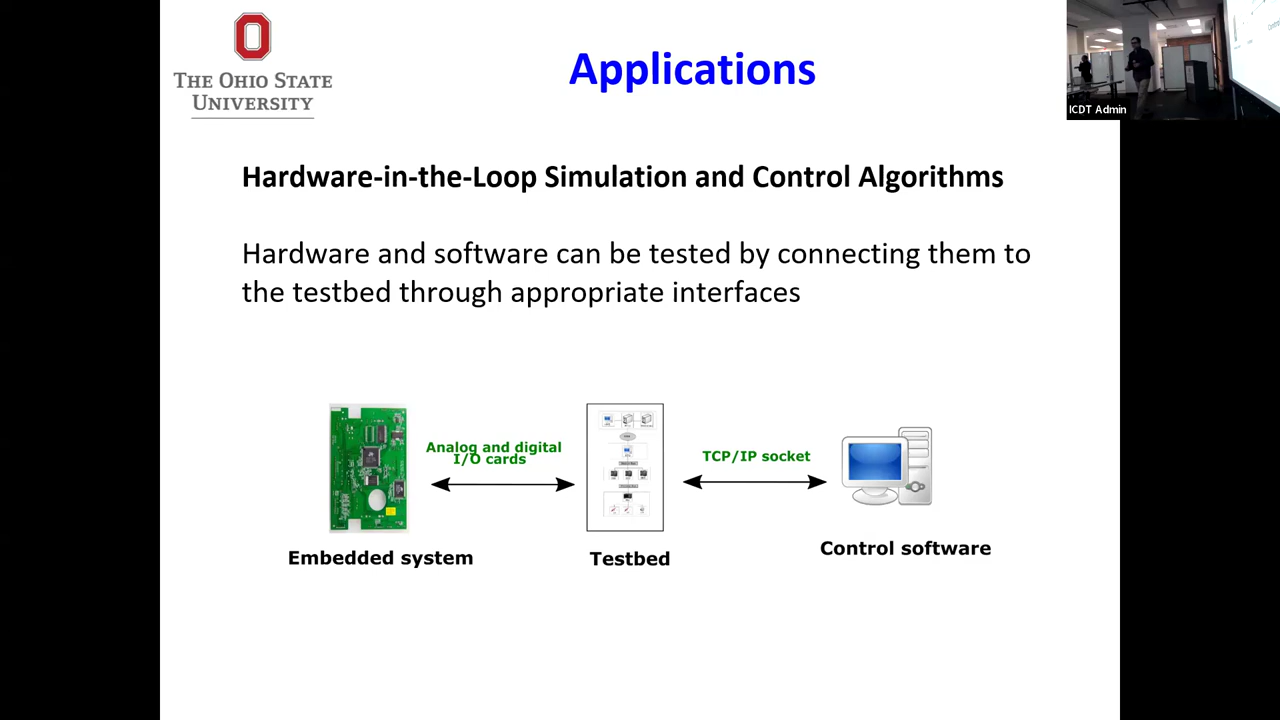 THE OHIO STATE
UNIVERSITY
Applications
ICDT Admin
Hardware-in-the-Loop Simulation and Control Algorithms
Hardware and software can be tested by connecting them to
the testbed through appropriate interfaces
Analog and digital
I/O cards
TCP/IP socket
Embedded system
Testbed
Control software